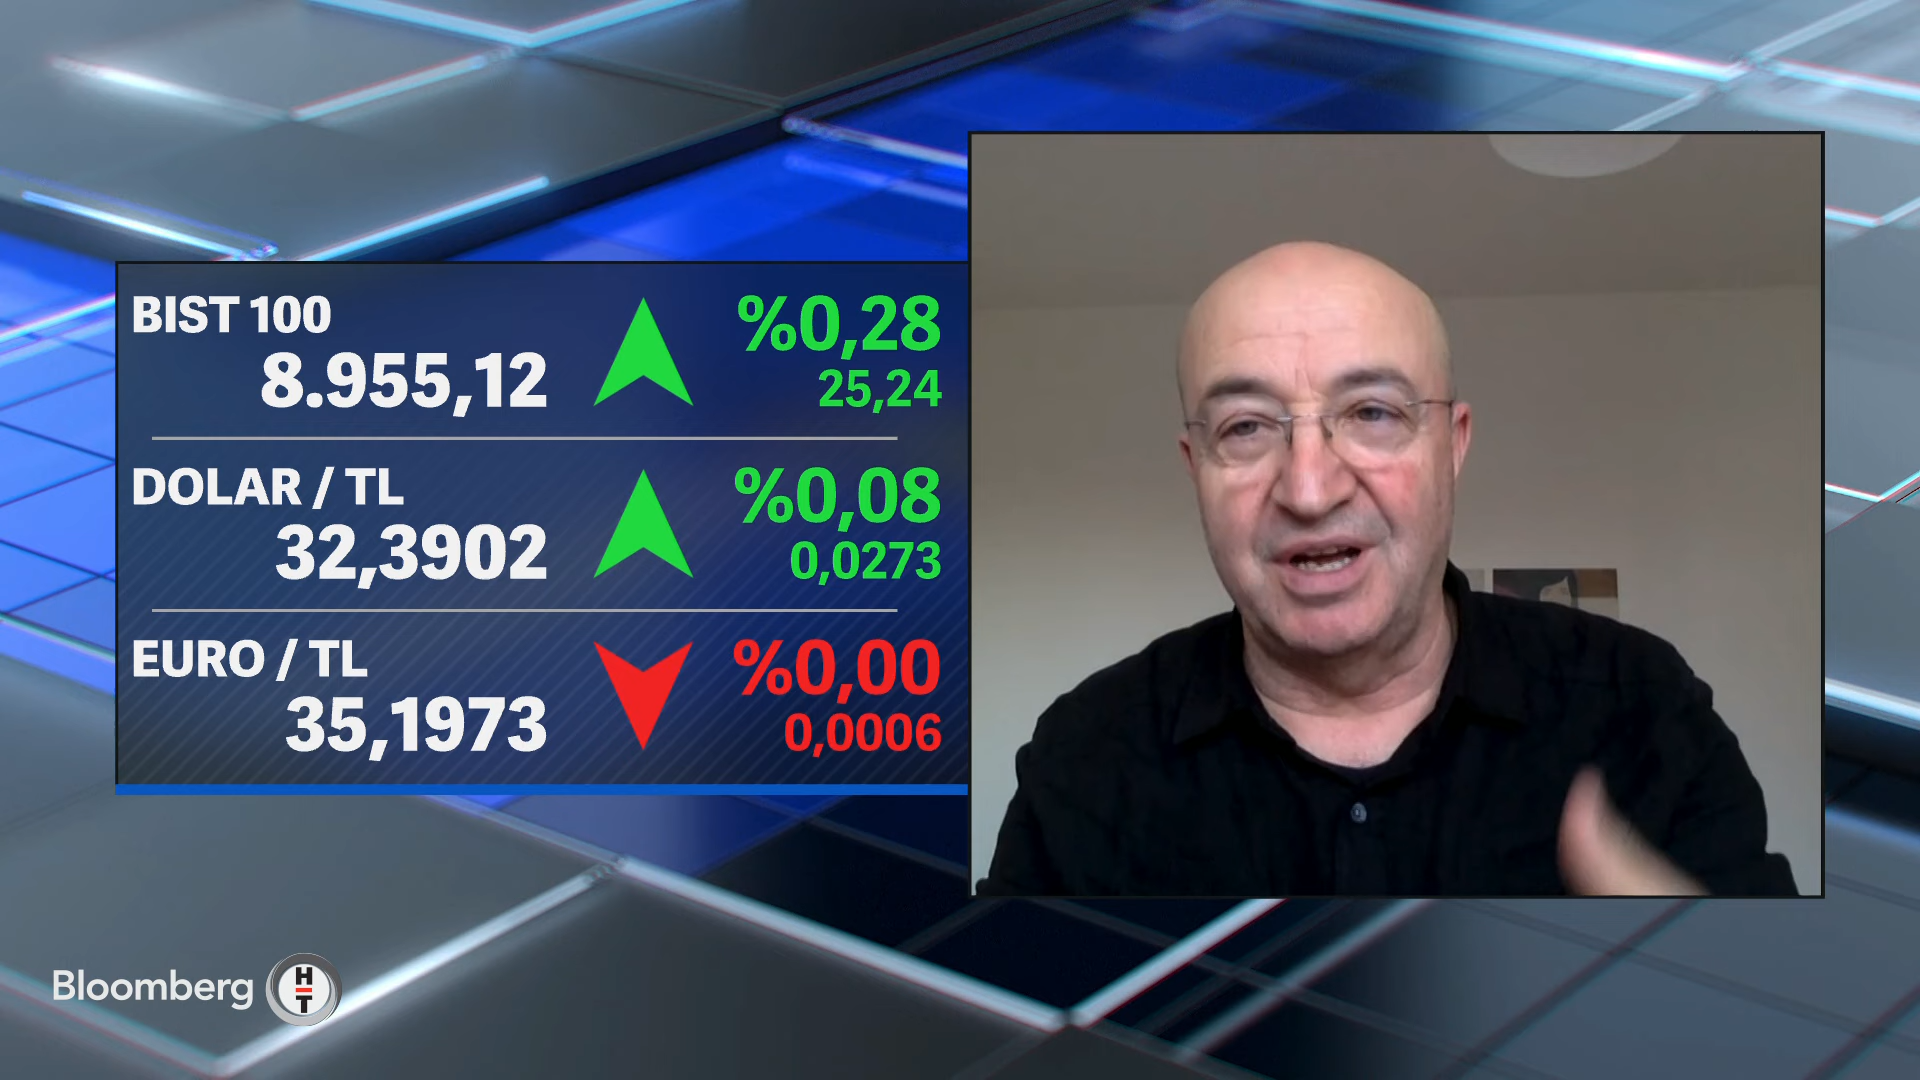 BIST 100
8.955,12
%0,28
25,24
DOLAR / TL
32,3902
%0,08
0,0273
EURO / TL
35,1973
%0,00
0,0006
Bloomberg HT